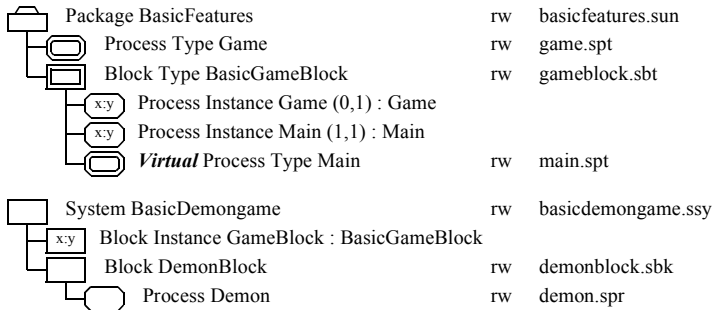 Package BasicFeatures rw basicfeatures.sun
Process Type Game rw game.spt
Block Type BasicGameBlock rw gameblock.sbt
x:y Process Instance Game (0,1) : Game
x:y Process Instance Main (1,1) : Main
Virtual Process Type Main rw main.spt
System BasicDemongame rw basicdemongame.ssy
x:y Block Instance GameBlock : BasicGameBlock
Block DemonBlock rw demonblock.sbk
Process Demon rw demon.spr